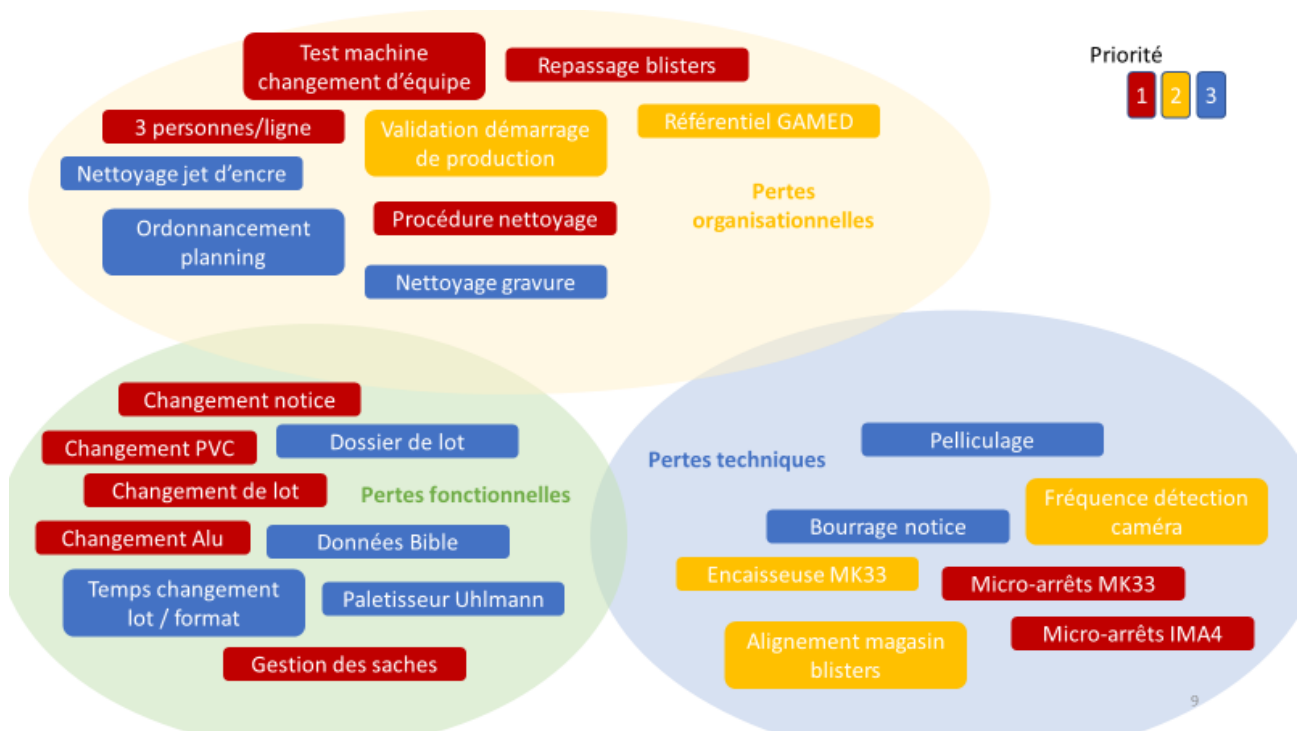 Test machine
changement d'équipe
Repassage blisters
Priorité
1 2 3
3 personnes/ligne
Validation démarrage
de production
Référentiel GAMED
Nettoyage jet d'encre
Pertes
organisationnelles
Ordonnancement
planning
Procédure nettoyage
Nettoyage gravure
Changement notice
Changement PVC
Dossier de lot
Changement de lot
Pertes fonctionnelles
Changement Alu
Données Bible
Temps changement
lot / format
Paletisseur Uhlmann
Gestion des saches
Pelliculage
Pertes techniques
Fréquence détection
caméra
Bourrage notice
Encaisseuse MK33
Micro-arrêts MK33
Alignement magasin
blisters
Micro-arrêts IMA4
9